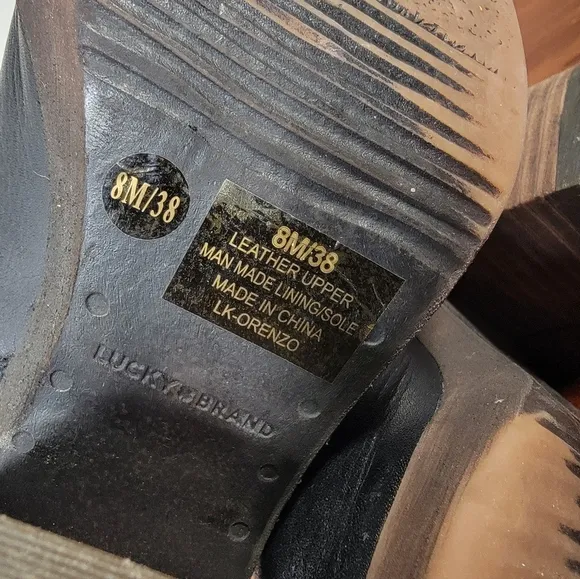 8M/38
8M/38
LEATHER UPPER
MAN MADE LINING/SOLE
MADE IN CHINA
LK-ORENZO
LUCKY BRAND